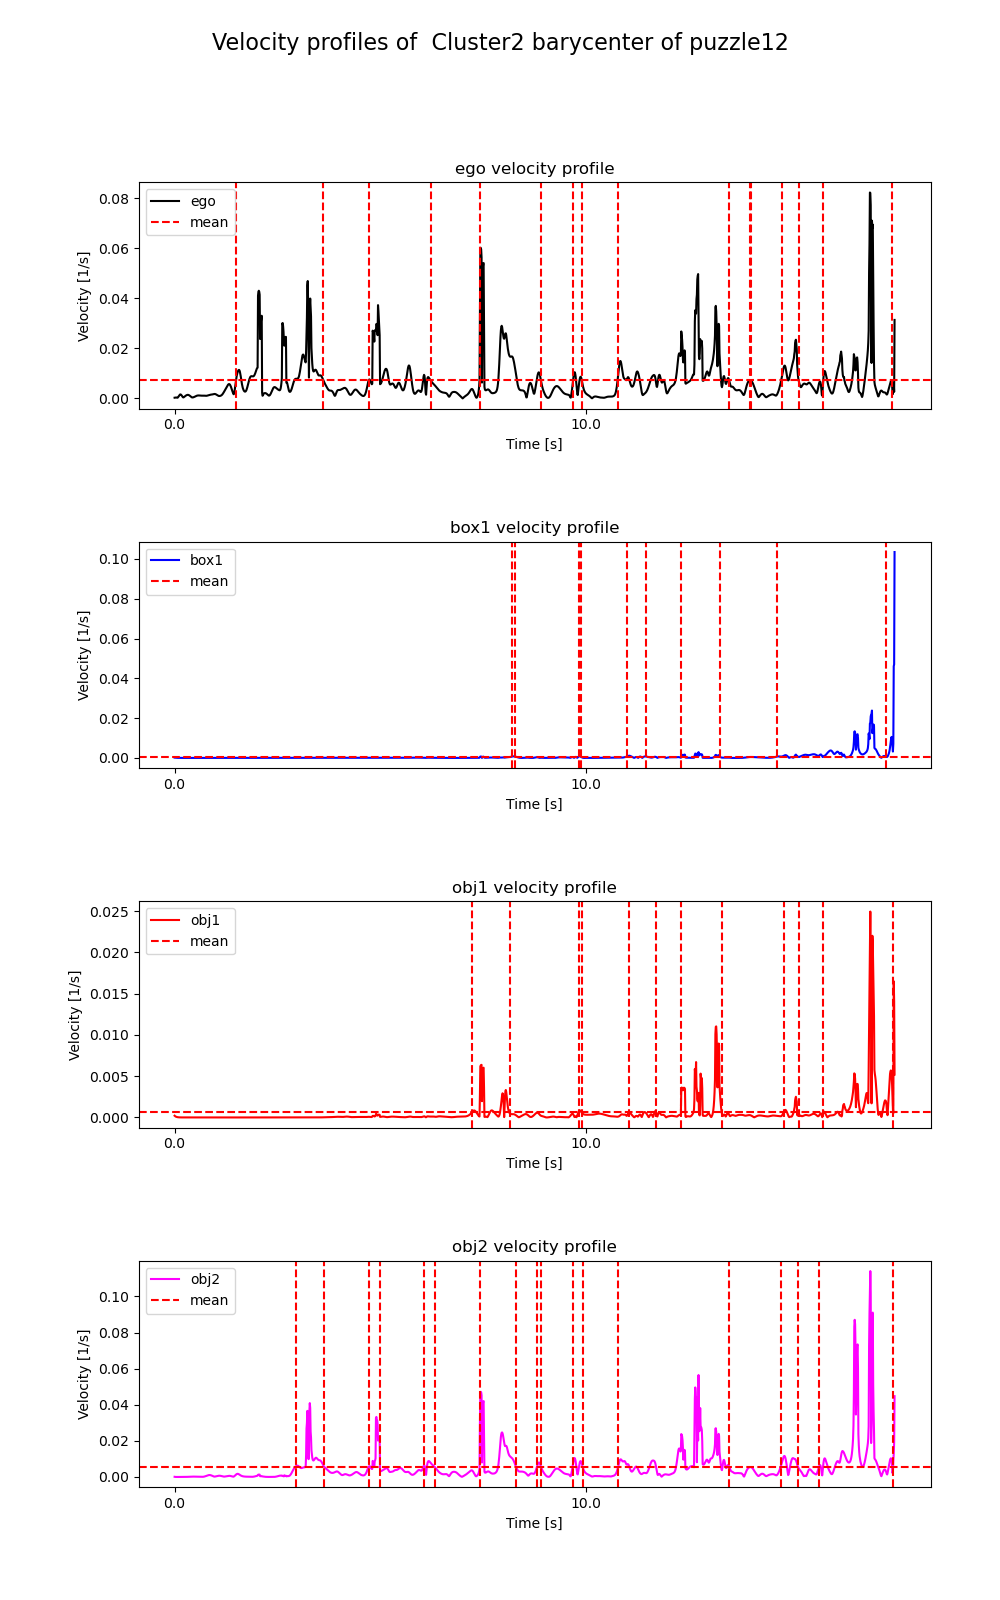 Velocity profiles of  Cluster2 barycenter of puzzle12
ego velocity profile
ego
mean
Velocity [1/s]
0.08
0.06
0.04
0.02
0.00
0.0
10.0
Time [s]
box1 velocity profile
box1
mean
Velocity [1/s]
0.10
0.08
0.06
0.04
0.02
0.00
0.0
10.0
Time [s]
obj1 velocity profile
obj1
mean
Velocity [1/s]
0.025
0.020
0.015
0.010
0.005
0.000
0.0
10.0
Time [s]
obj2 velocity profile
obj2
mean
Velocity [1/s]
0.10
0.08
0.06
0.04
0.02
0.00
0.0
10.0
Time [s]